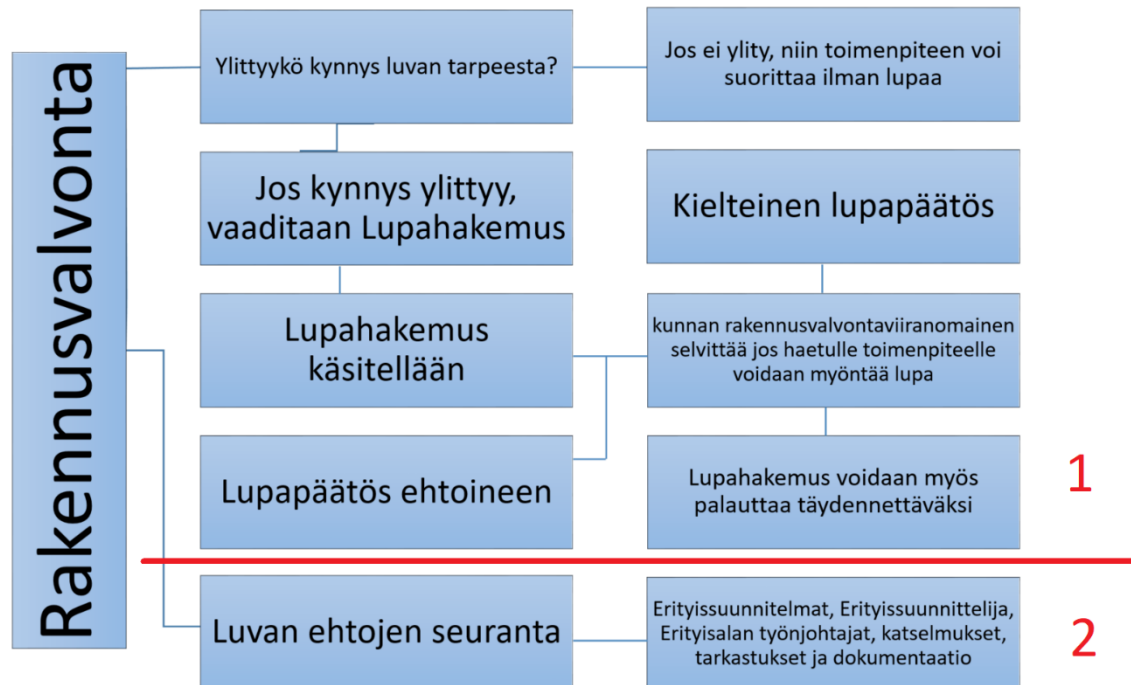 Rakennusvalvonta
Ylittyykö kynnys luvan tarpeesta?
Jos ei ylity, niin toimenpiteen voi
suorittaa ilman lupaa
Jos kynnys ylittyy,
vaaditaan Lupahakemus
Kielteinen lupapäätös
Lupahakemus
käsitellään
kunnan rakennusvalvontaviiranomainen
selvittää jos haetulle toimenpiteelle
voidaan myöntää lupa
Lupapäätös ehtoineen
Lupahakemus voidaan myös
palauttaa täydennettäväksi
1
Luvan ehtojen seuranta
Erityissuunnitelmat, Erityissuunnittelija,
Erityisalan työnjohtajat, katselmukset,
tarkastukset ja dokumentaatio
2